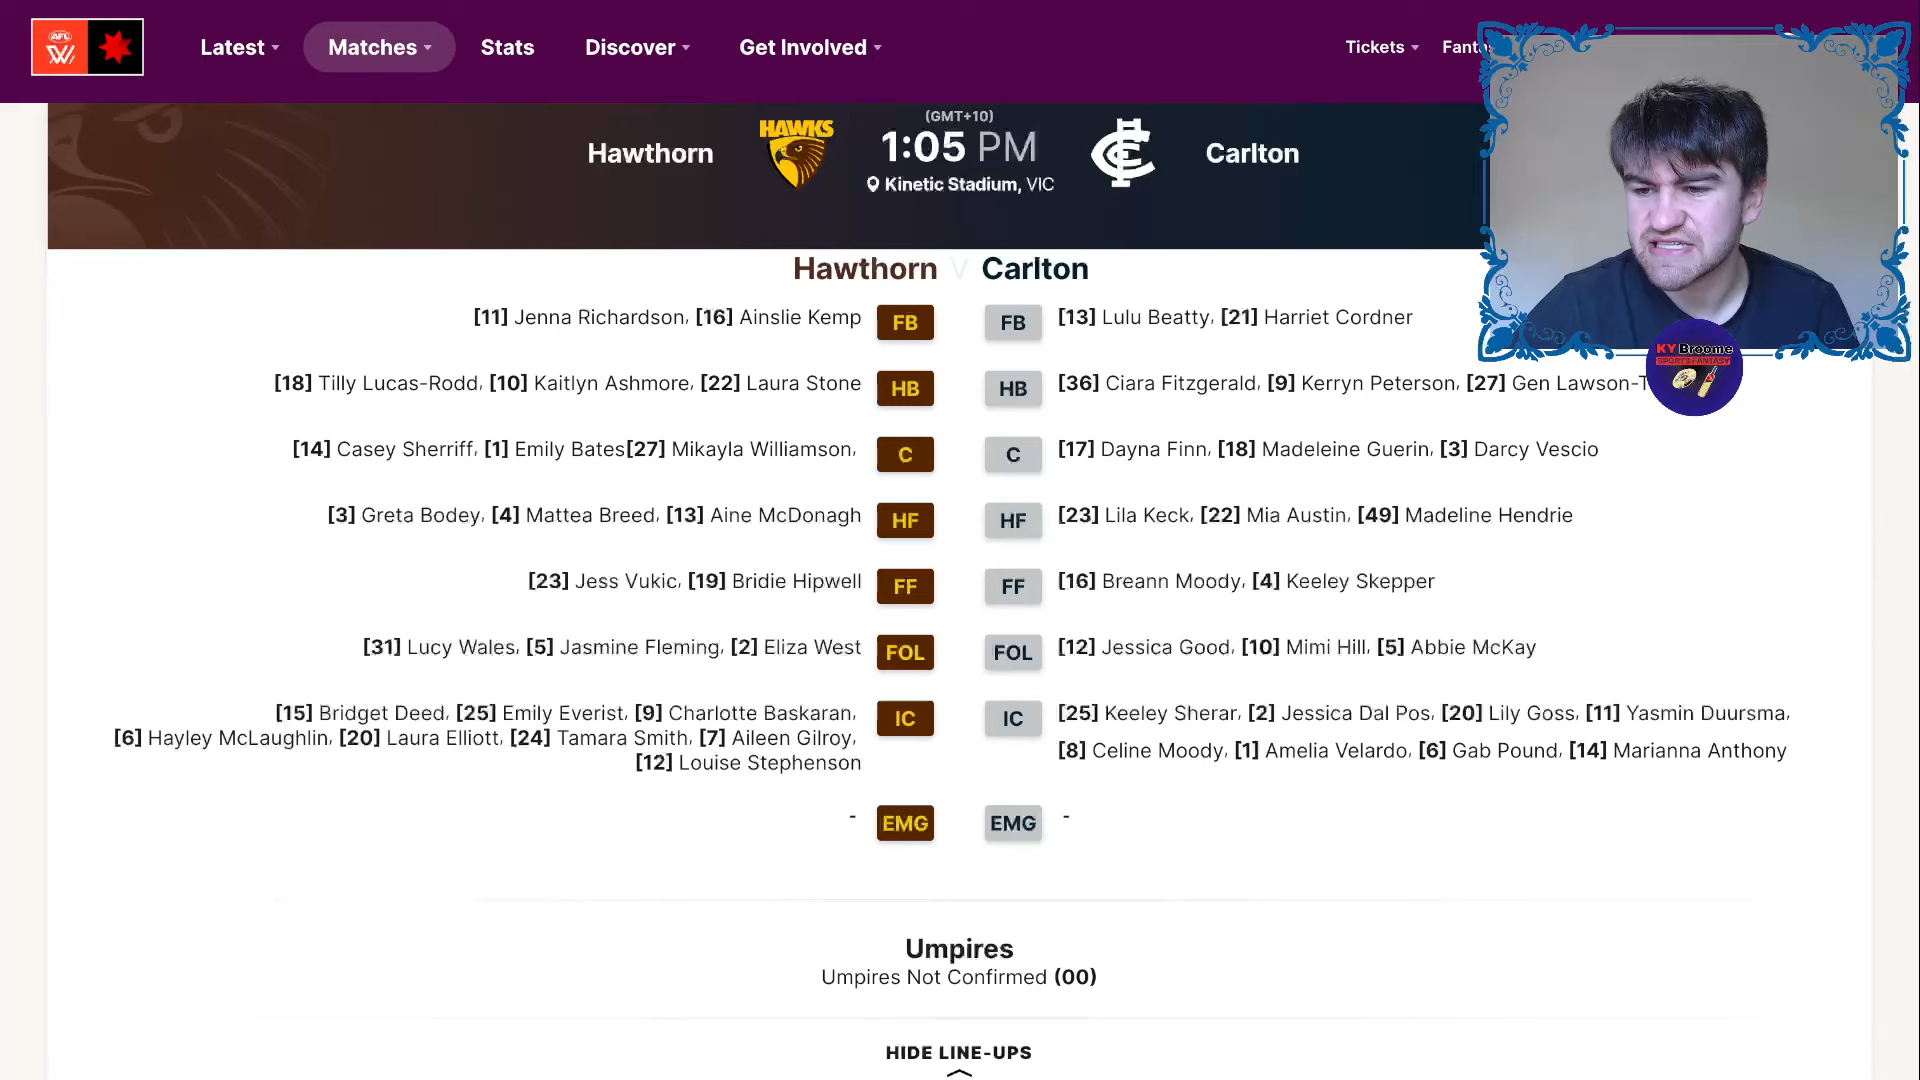 AFL
W
Latest
Matches
Stats
Discover
Get Involved
Tickets
(GMT+10)
Hawthorn
HAWKS
1:05 PM
Carlton
Kinetic Stadium, VIC
Hawthorn V Carlton
[11] Jenna Richardson, [16] Ainslie Kemp FB FB [13] Lulu Beatty, [21] Harriet Cordner
KY Broome
SPORTZ FANTASY
[18] Tilly Lucas-Rodd, [10] Kaitlyn Ashmore, [22] Laura Stone HB HB [36] Ciara Fitzgerald, [9] Kerryn Peterson, [27] Gen Lawson-T
[14] Casey Sherriff, [1] Emily Bates[27] Mikayla Williamson, C C [17] Dayna Finn, [18] Madeleine Guerin, [3] Darcy Vescio
[3] Greta Bodey, [4] Mattea Breed, [13] Aine McDonagh HF HF [23] Lila Keck, [22] Mia Austin, [49] Madeline Hendrie
[23] Jess Vukic, [19] Bridie Hipwell FF FF [16] Breann Moody, [4] Keeley Skepper
[31] Lucy Wales, [5] Jasmine Fleming, [2] Eliza West FOL FOL [12] Jessica Good, [10] Mimi Hill, [5] Abbie McKay
[15] Bridget Deed, [25] Emily Everist, [9] Charlotte Baskaran, IC IC [25] Keeley Sherar, [2] Jessica Dal Pos, [20] Lily Goss, [11] Yasmin Duursma,
[6] Hayley McLaughlin, [20] Laura Elliott, [24] Tamara Smith, [7] Aileen Gilroy, [8] Celine Moody, [1] Amelia Velardo, [6] Gab Pound, [14] Marianna Anthony
[12] Louise Stephenson
- EMG EMG -
Umpires
Umpires Not Confirmed (00)
HIDE LINE-UPS